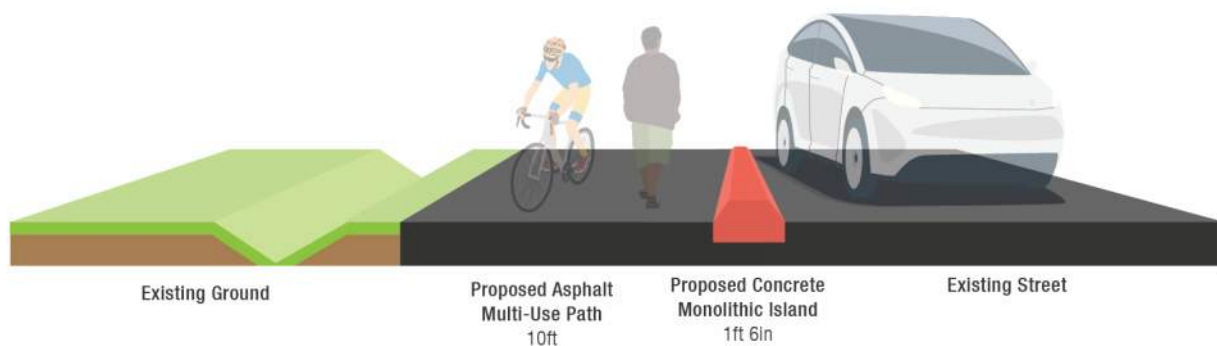 Existing Ground
Proposed Asphalt
Multi-Use Path
10ft
Proposed Concrete
Monolithic Island
1ft 6in
Existing Street